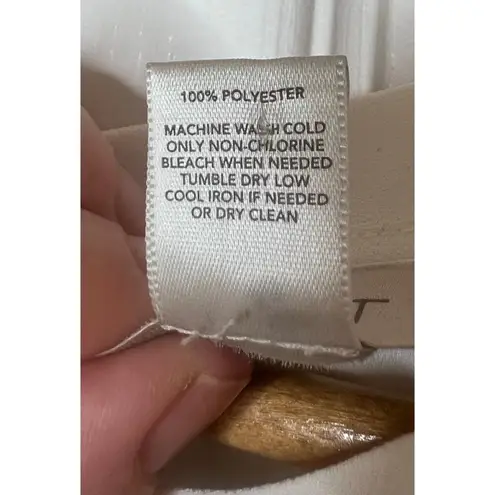 100% POLYESTER
MACHINE WASH COLD
ONLY NON-CHLORINE
BLEACH WHEN NEEDED
TUMBLE DRY LOW
COOL IRON IF NEEDED
OR DRY CLEAN
T